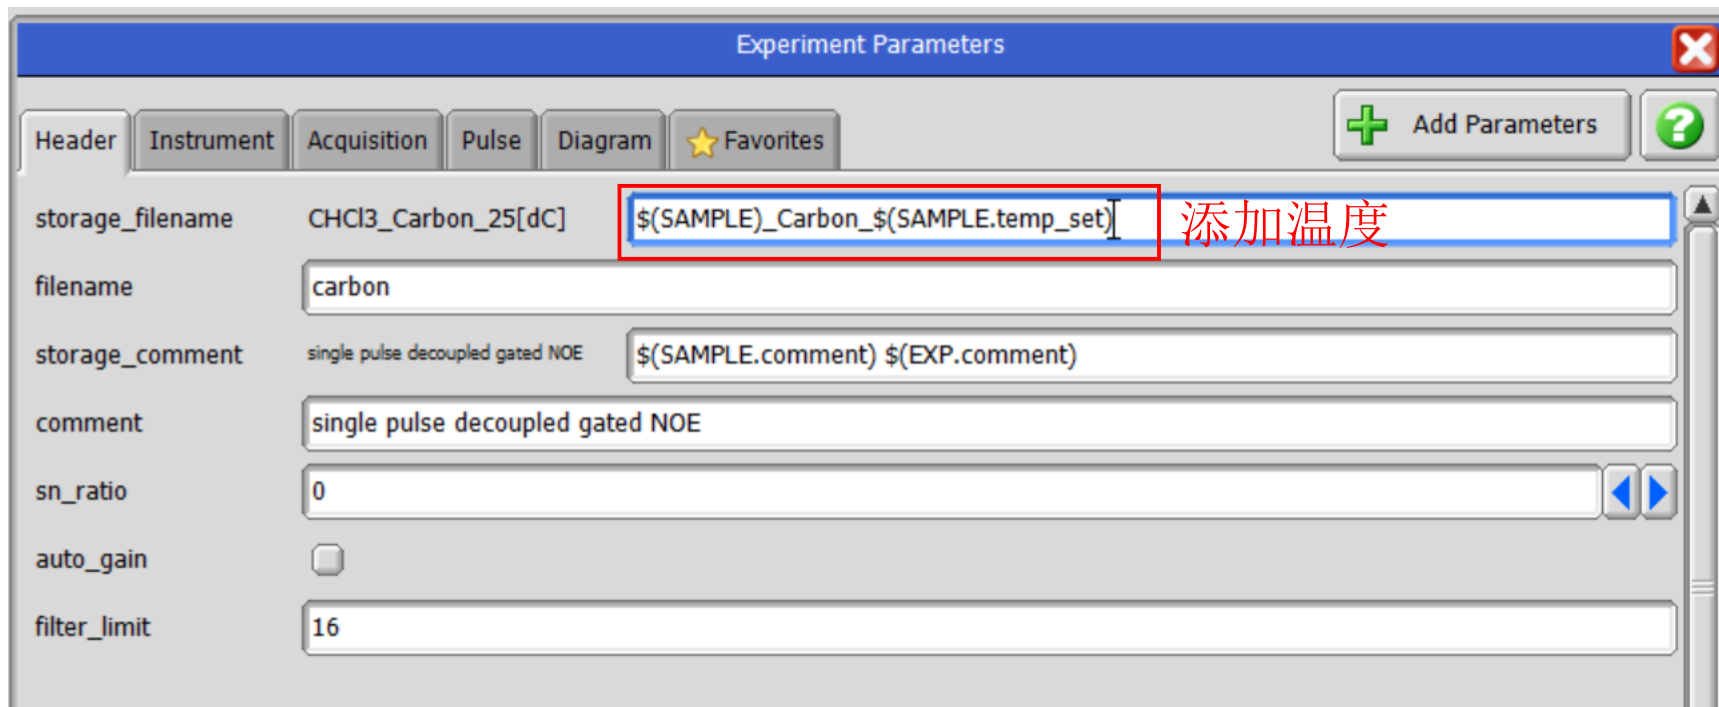 Experiment Parameters
Header Instrument Acquisition Pulse Diagram Favorites Add Parameters
storage_filename CHCl3_Carbon_25[dC] $(SAMPLE)_Carbon_$(SAMPLE.temp_set) 添加温度
filename carbon
storage_comment single pulse decoupled gated NOE $(SAMPLE.comment) $(EXP.comment)
comment single pulse decoupled gated NOE
sn_ratio 0
auto_gain
filter_limit 16